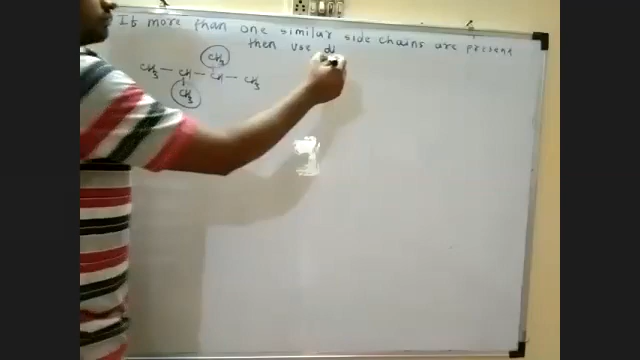 If more than one similar side chains are present
then use di
CH3
CH3 — CH — CH — CH3
CH3